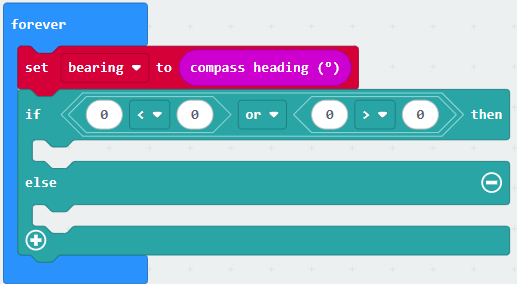 forever
set bearing to compass heading (°)
if 0 < 0 or 0 > 0 then
else